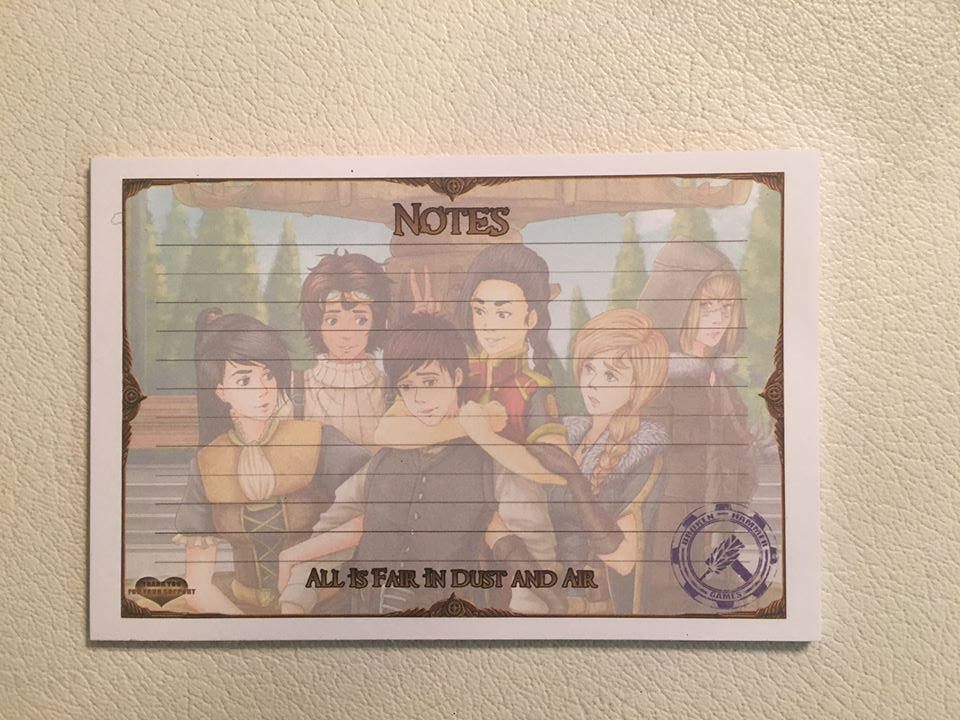 NOTES
ALL IS FAIR IN DUST AND AIR
THANK YOU
FOR YOUR SUPPORT
BROKEN HAMMER
GAMES